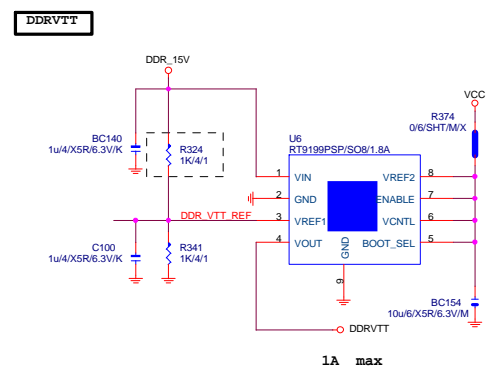 DDRVTT
DDR_15V
VCC
R374
0/6/SHT/M/X
BC140
1u/4/X5R/6.3V/K
R324
1K/4/1
U6
RT9199PSP/SO8/1.8A
1 VIN VREF2 8
2 GND ENABLE 7
DDR_VTT_REF 3 VREF1 VCNTL 6
4 VOUT BOOT_SEL 5
GND
9
C100
1u/4/X5R/6.3V/K
R341
1K/4/1
BC154
10u/6/X5R/6.3V/M
DDRVTT
1A max